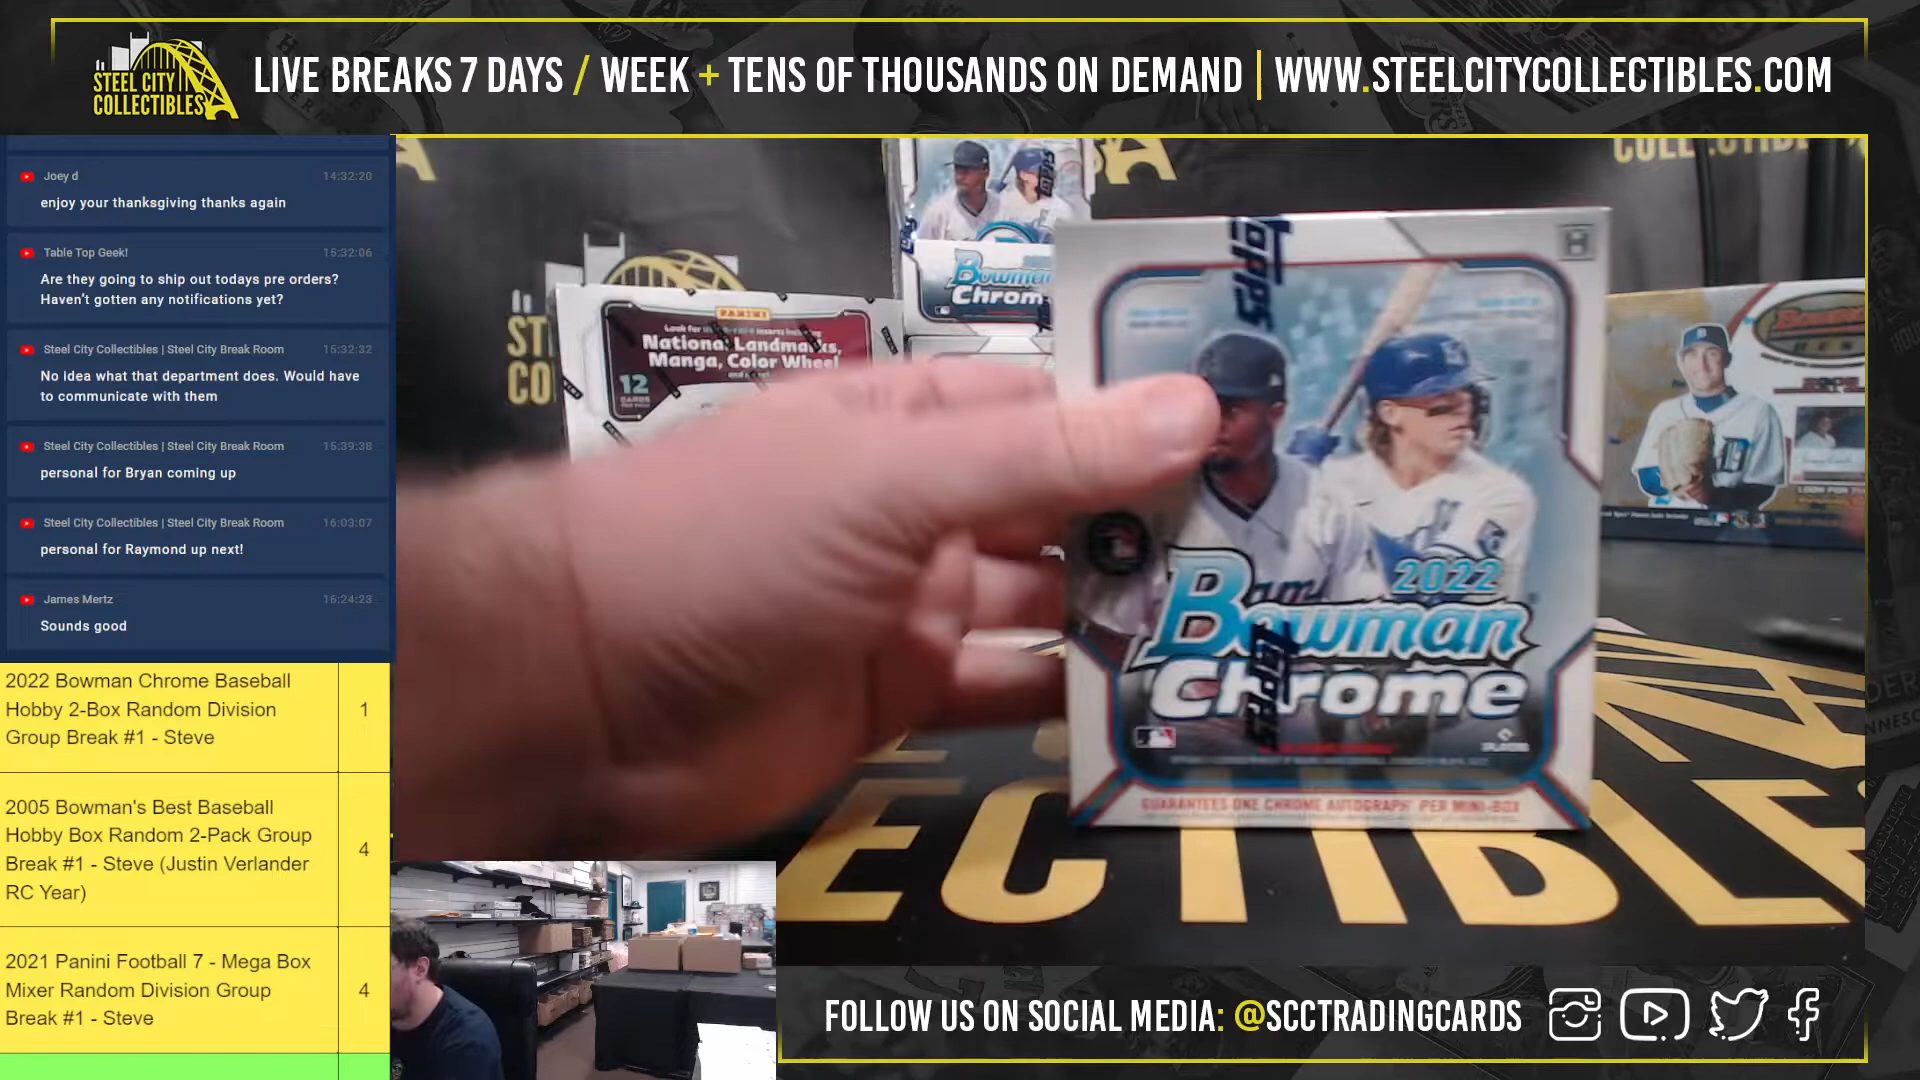 STEEL CITY
COLLECTIBLES
LIVE BREAKS 7 DAYS / WEEK + TENS OF THOUSANDS ON DEMAND | WWW.STEELCITYCOLLECTIBLES.COM
Joey d 14:32:20
enjoy your thanksgiving thanks again
Table Top Geek! 15:32:06
Are they going to ship out todays pre orders?
Haven't gotten any notifications yet?
Steel City Collectibles | Steel City Break Room 15:32:32
No idea what that department does. Would have
to communicate with them
Steel City Collectibles | Steel City Break Room 15:39:38
personal for Bryan coming up
Steel City Collectibles | Steel City Break Room 16:03:07
personal for Raymond up next!
James Mertz 16:24:23
Sounds good
2022 Bowman Chrome Baseball
Hobby 2-Box Random Division
Group Break #1 - Steve
1
2005 Bowman's Best Baseball
Hobby Box Random 2-Pack Group
Break #1 - Steve (Justin Verlander
RC Year)
4
2021 Panini Football 7 - Mega Box
Mixer Random Division Group
Break #1 - Steve
4
PANINI
National Landmarks,
Manga, Color Wheel
12
Bowman
Chrom
TOPPS
H
2022
Bowman
Chrome
TOPPS
GUARANTEES ONE CHROME AUTOGRAPH PER MINI-BOX
ECTIBLE
FOLLOW US ON SOCIAL MEDIA: @SCCTRADINGCARDS